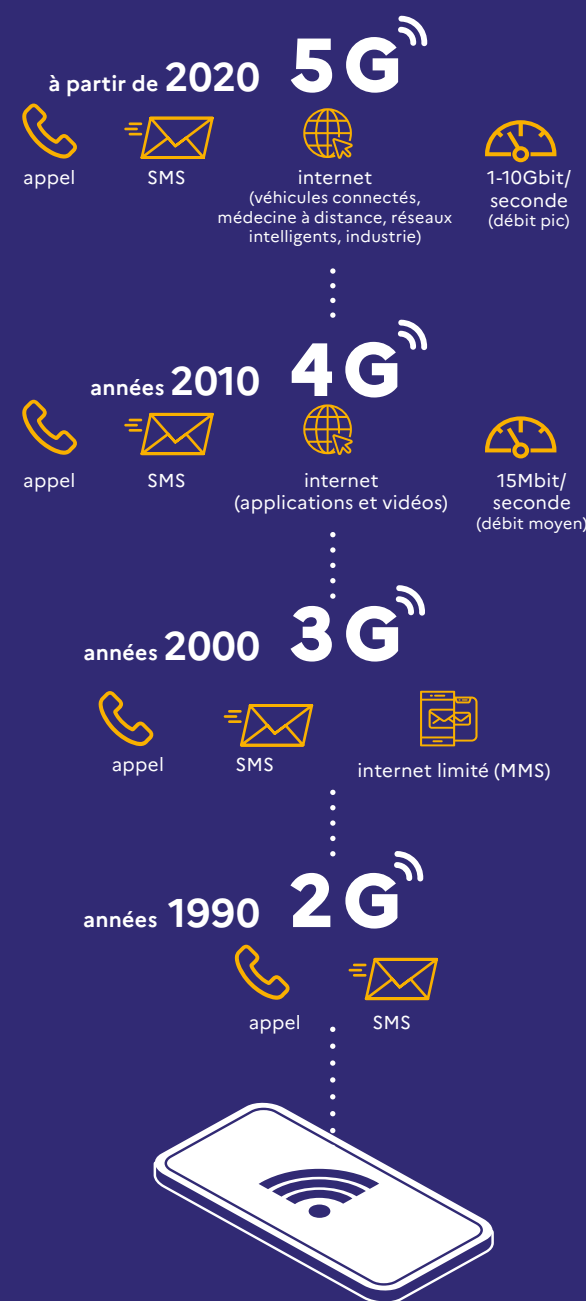 à partir de 2020 5G
appel
SMS
internet
(véhicules connectés,
médecine à distance, réseaux
intelligents, industrie)
1-10Gbit/
seconde
(débit pic)
années 2010 4G
appel
SMS
internet
(applications et vidéos)
15Mbit/
seconde
(débit moyen)
années 2000 3G
appel
SMS
internet limité (MMS)
années 1990 2G
appel
SMS